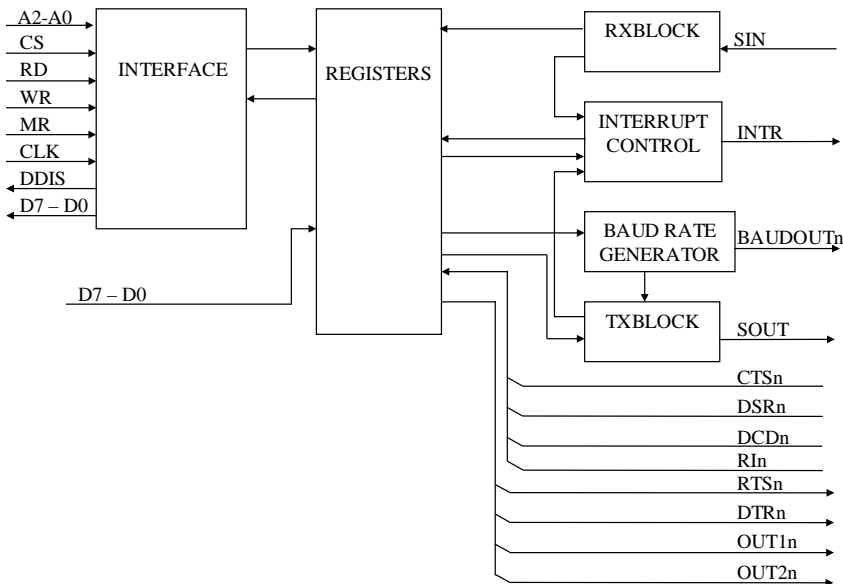 A2-A0
CS
RD
WR
MR
CLK
DDIS
D7 – D0
INTERFACE
D7 – D0
REGISTERS
RXBLOCK
SIN
INTERRUPT
CONTROL
INTR
BAUD RATE
GENERATOR
BAUDOUTn
TXBLOCK
SOUT
CTSn
DSRn
DCDn
RIn
RTSn
DTRn
OUT1n
OUT2n